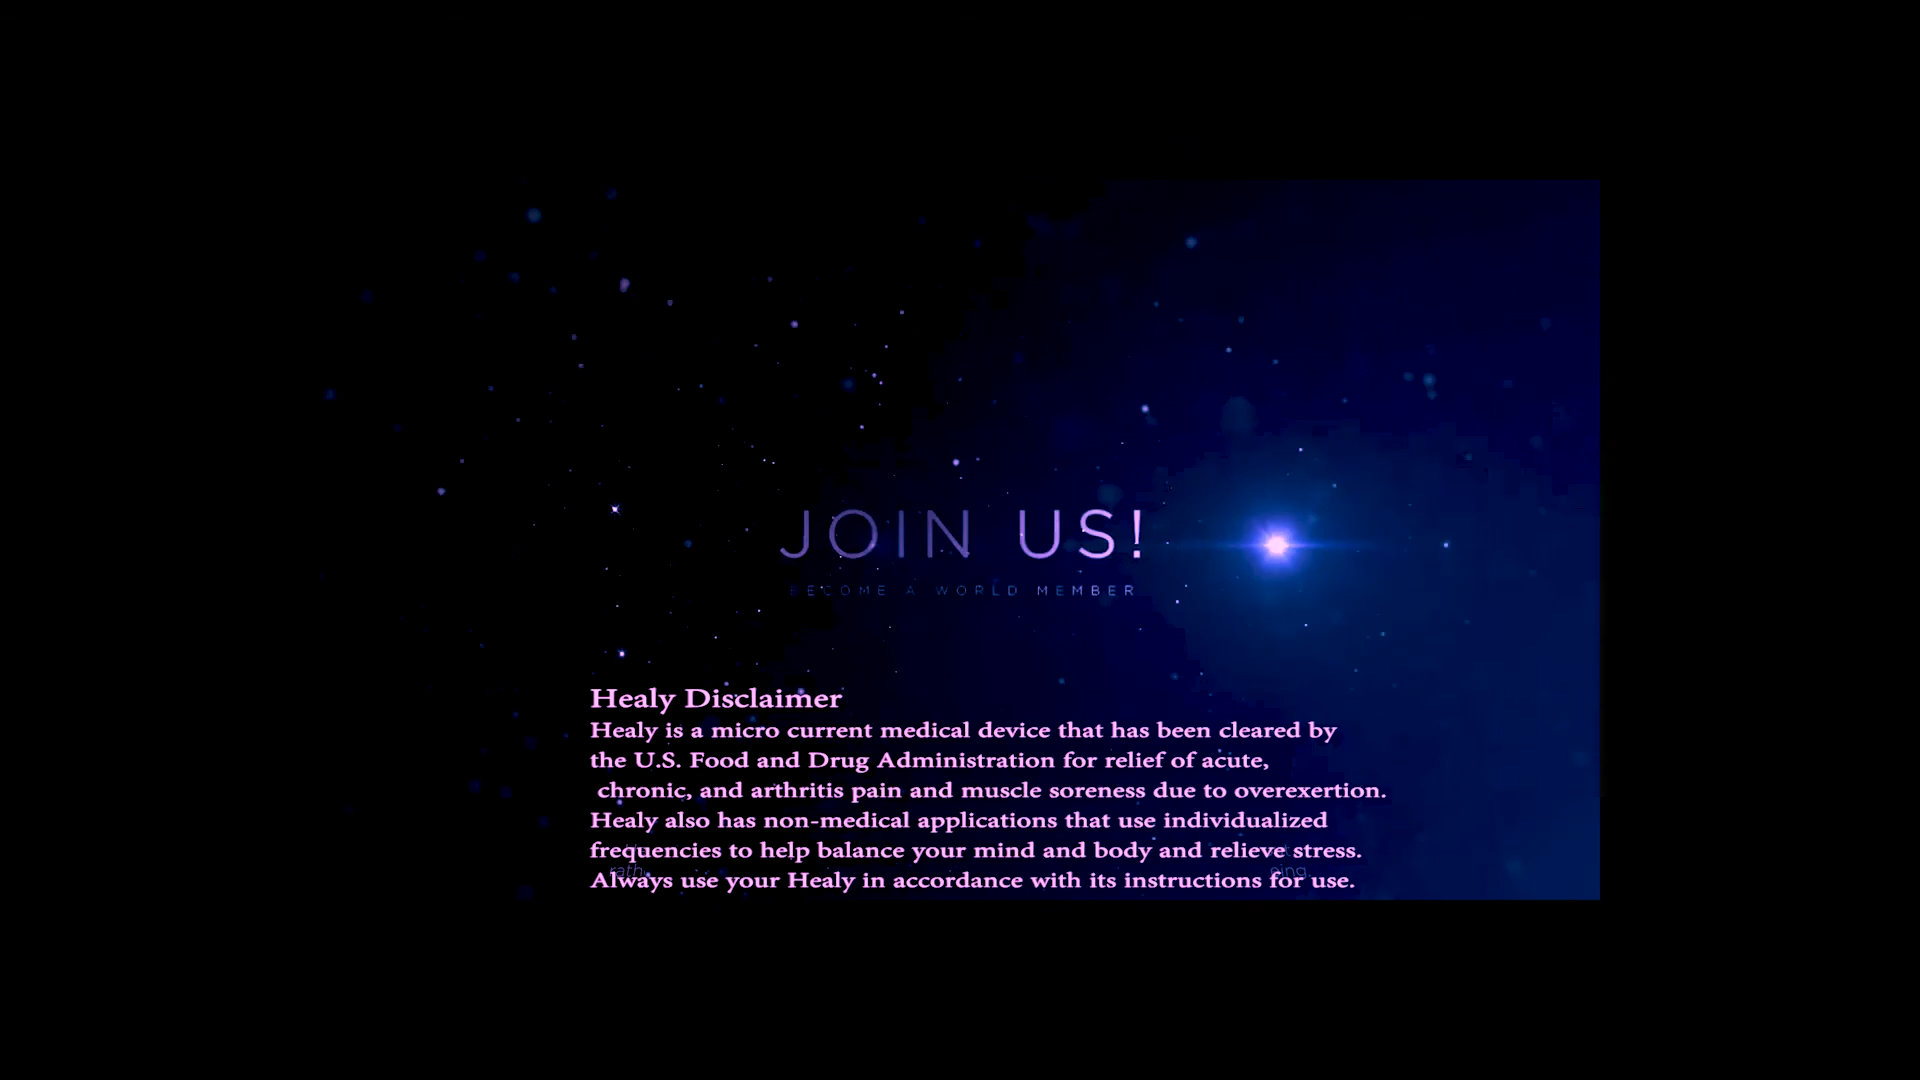 JOIN US!
BECOME A WORLD MEMBER
Healy Disclaimer
Healy is a micro current medical device that has been cleared by
the U.S. Food and Drug Administration for relief of acute,
chronic, and arthritis pain and muscle soreness due to overexertion.
Healy also has non-medical applications that use individualized
frequencies to help balance your mind and body and relieve stress.
Always use your Healy in accordance with its instructions for use.